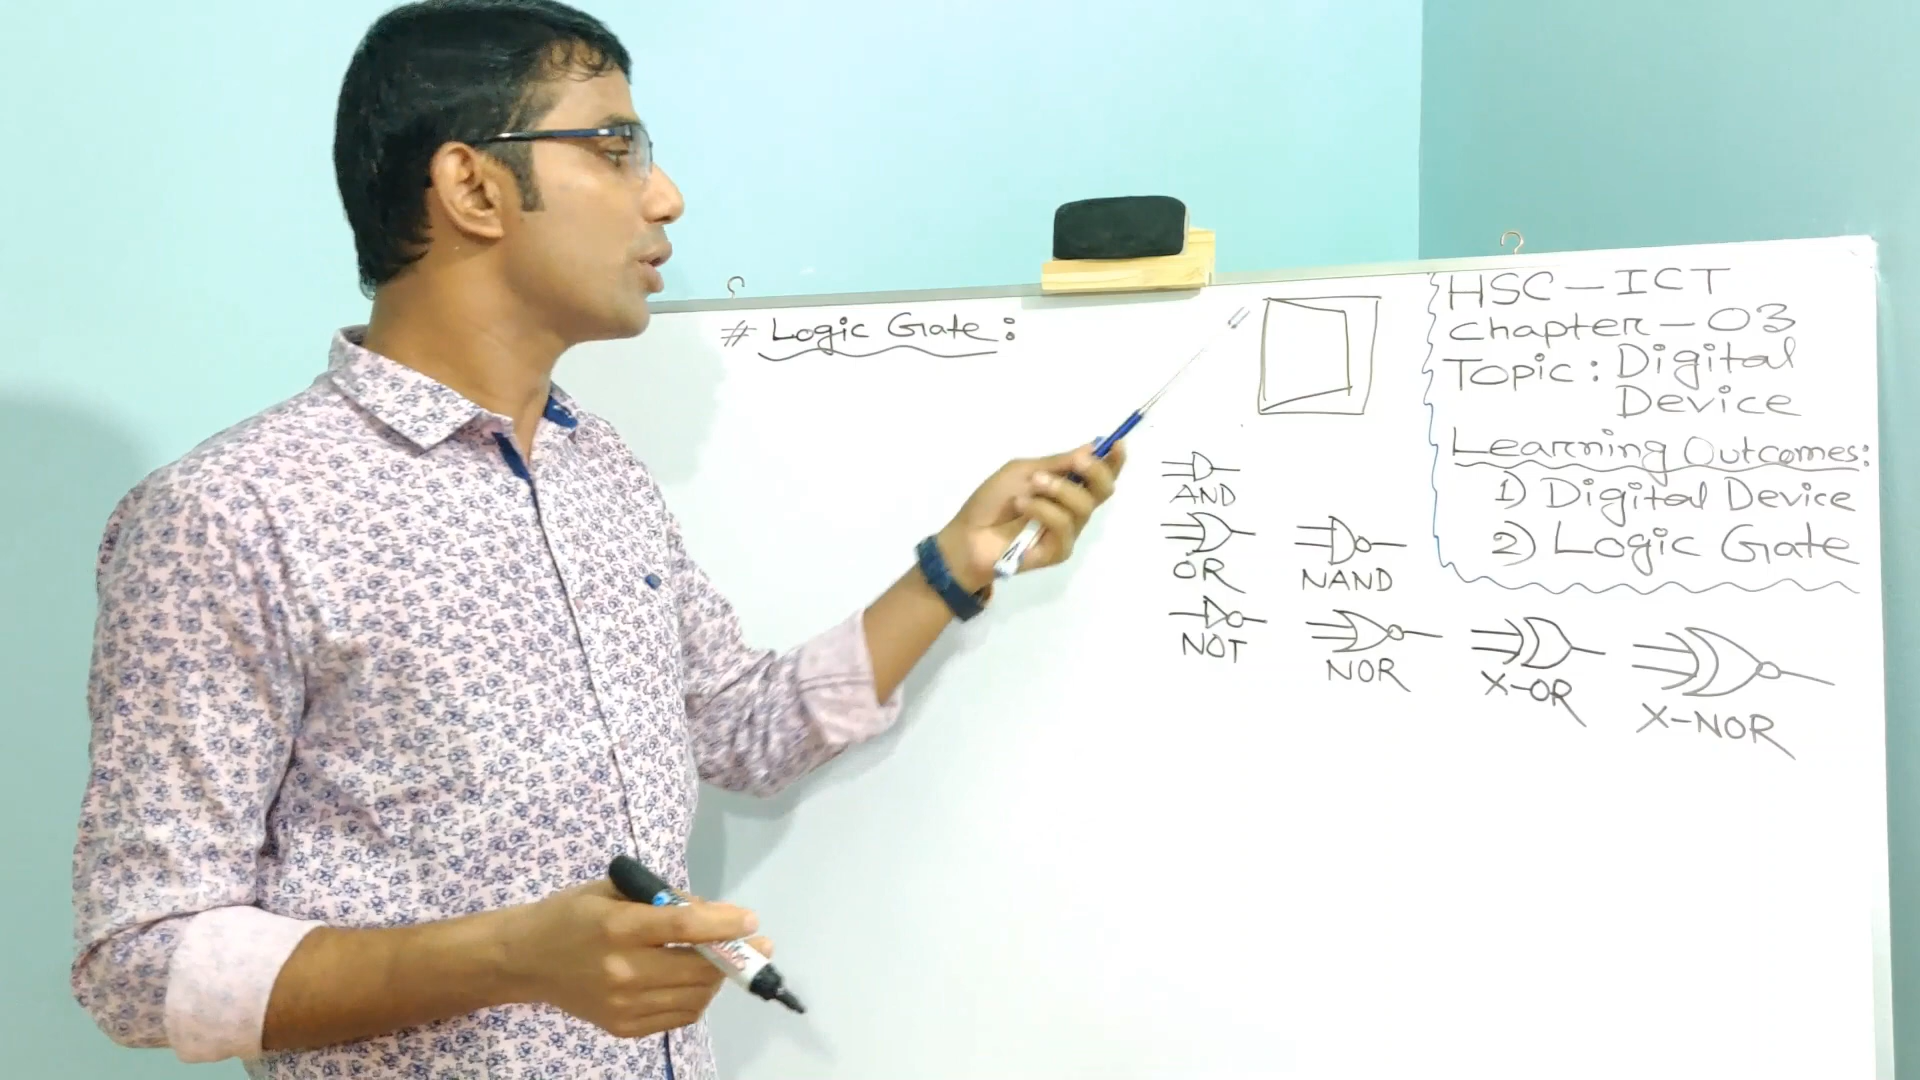 # Logic Gate:
HSC-ICT
Chapter-03
Topic: Digital
Device
Learning Outcomes:
1) Digital Device
2) Logic Gate
AND
OR
NAND
NOT
NOR
X-OR
X-NOR